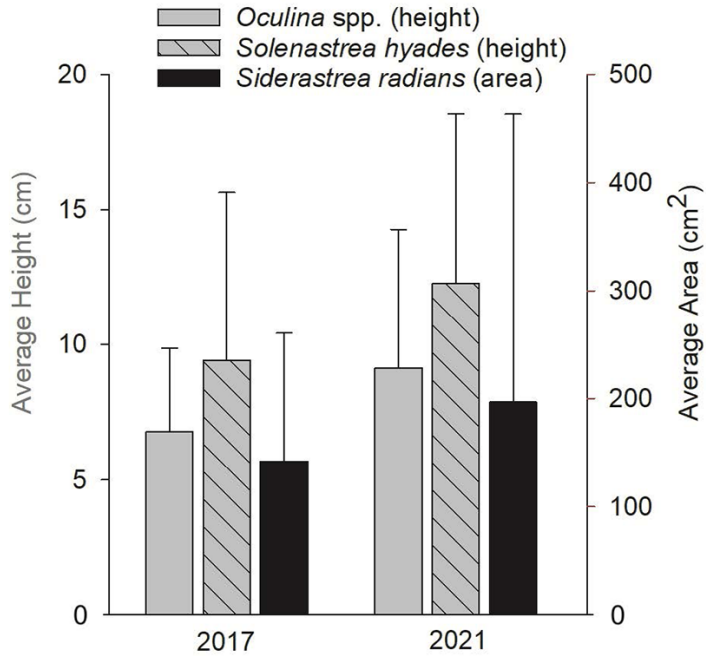 Oculina spp. (height)
Solenastrea hyades (height)
Siderastrea radians (area)
20
15
10
5
0
Average Height (cm)
500
400
300
200
100
0
Average Area (cm²)
2017
2021